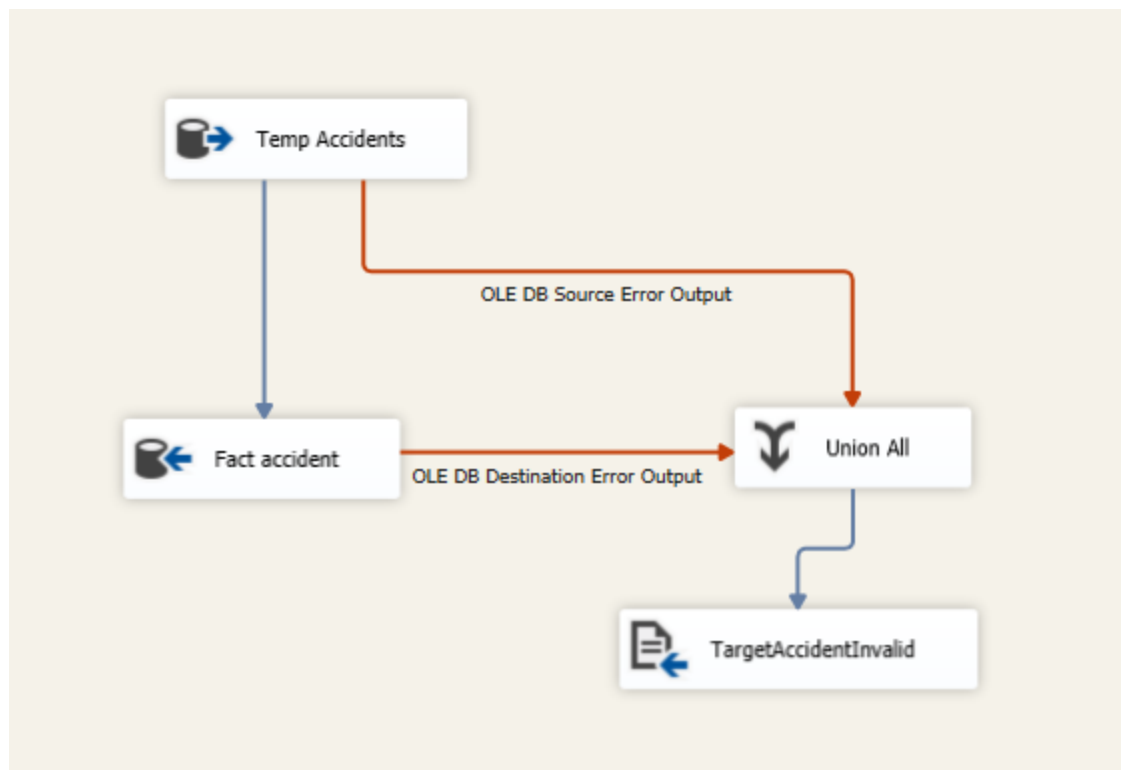 Temp Accidents
OLE DB Source Error Output
Fact accident
OLE DB Destination Error Output
Union All
TargetAccidentInvalid